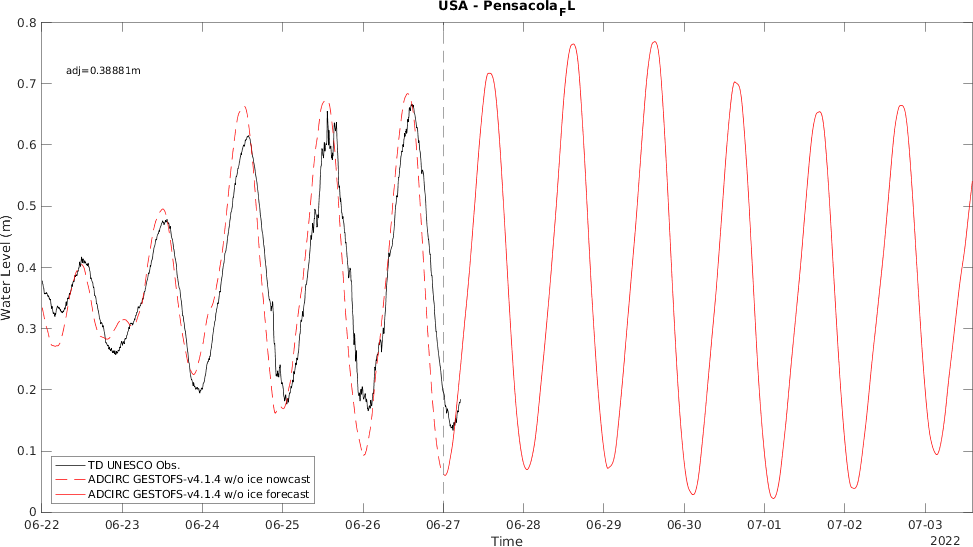 USA - Pensacola_FL
adj=0.38881m
Water Level (m)
0.8
0.7
0.6
0.5
0.4
0.3
0.2
0.1
0
TD UNESCO Obs.
ADCIRC GESTOFS-v4.1.4 w/o ice nowcast
ADCIRC GESTOFS-v4.1.4 w/o ice forecast
06-22 06-23 06-24 06-25 06-26 06-27 06-28 06-29 06-30 07-01 07-02 07-03
Time
2022